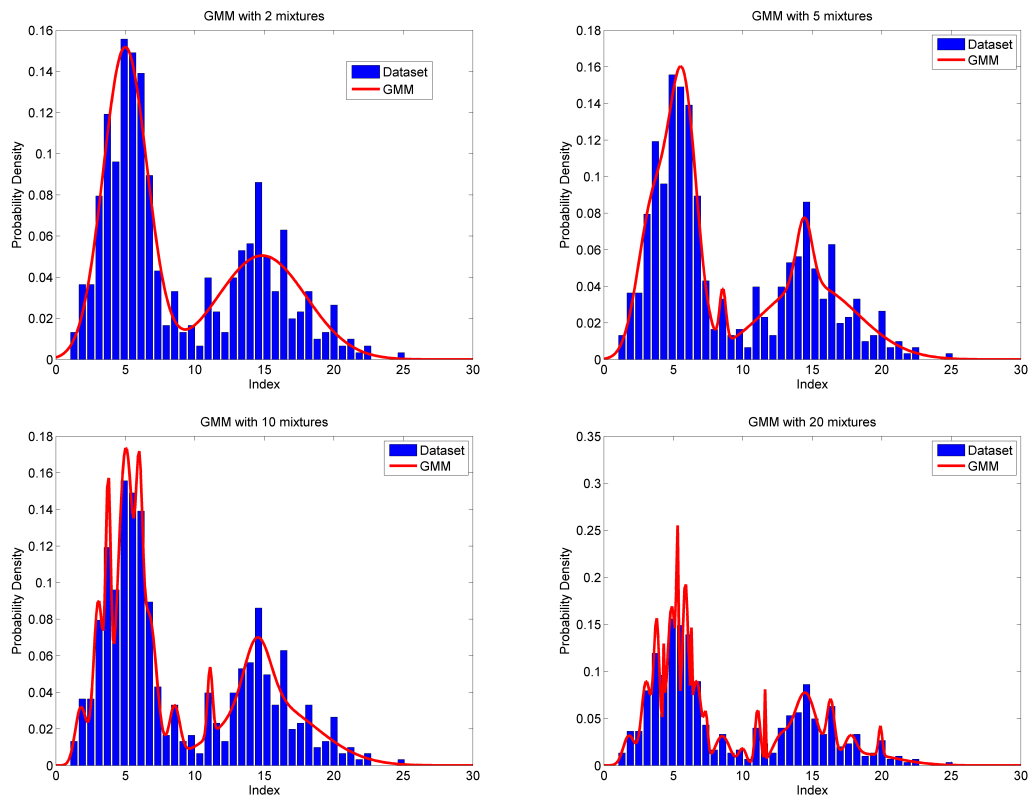 GMM with 2 mixtures
0.16
0.14
0.12
0.1
0.08
0.06
0.04
0.02
0
Probability Density
Dataset
GMM
0 5 10 15 20 25 30
Index
GMM with 5 mixtures
0.18
0.16
0.14
0.12
0.1
0.08
0.06
0.04
0.02
0
Probability Density
Dataset
GMM
0 5 10 15 20 25 30
Index
GMM with 10 mixtures
0.18
0.16
0.14
0.12
0.1
0.08
0.06
0.04
0.02
0
Probability Density
Dataset
GMM
0 5 10 15 20 25 30
Index
GMM with 20 mixtures
0.35
0.3
0.25
0.2
0.15
0.1
0.05
0
Probability Density
Dataset
GMM
0 5 10 15 20 25 30
Index